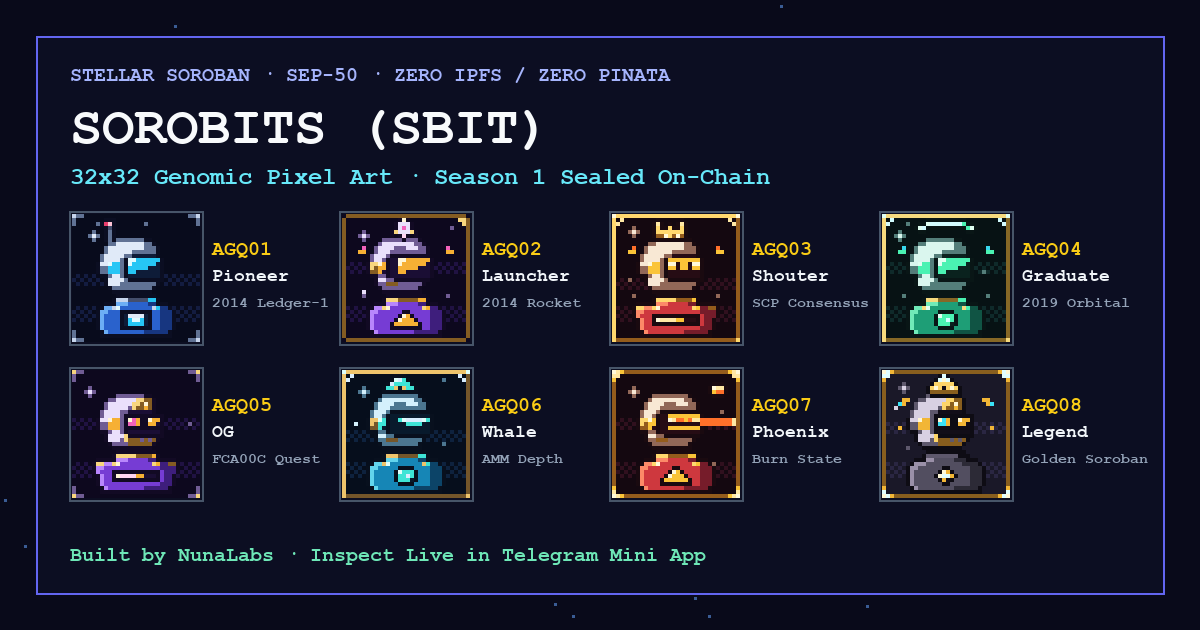 STELLAR SOROBAN · SEP-50 · ZERO IPFS / ZERO PINATA
SOROBITS (SBIT)
32x32 Genomic Pixel Art · Season 1 Sealed On-Chain
AGQ01
Pioneer
2014 Ledger-1
AGQ02
Launcher
2014 Rocket
AGQ03
Shouter
SCP Consensus
AGQ04
Graduate
2019 Orbital
AGQ05
OG
FCA00C Quest
AGQ06
Whale
AMM Depth
AGQ07
Phoenix
Burn State
AGQ08
Legend
Golden Soroban
Built by NunaLabs · Inspect Live in Telegram Mini App